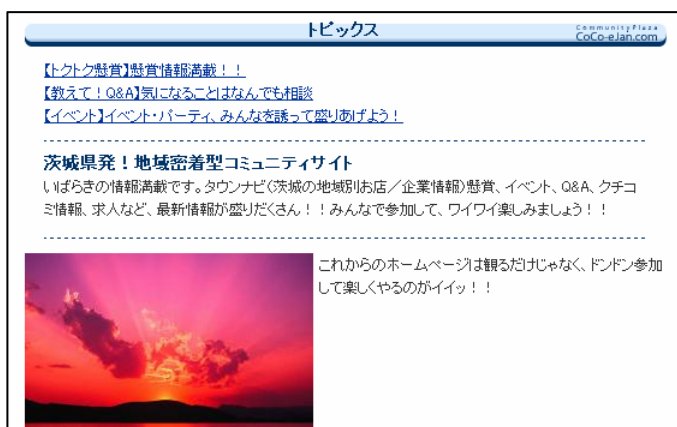 トピックス
CommunityPlaza
CoCo-eJan.com
【トクトク懸賞】懸賞情報満載！！
【教えて！Q&A】気になることはなんでも相談
【イベント】イベント・パーティ、みんなを誘って盛りあげよう！
茨城県発！地域密着型コミュニティサイト
いばらきの情報満載です。タウンナビ(茨城の地域別お店／企業情報)懸賞、イベント、Q&A、クチコ
ミ情報、求人など、最新情報が盛りだくさん！！みんなで参加して、ワイワイ楽しみましょう！！
これからのホームページは観るだけじゃなく、ドンドン参加
して楽しくやるのがイイッ！！